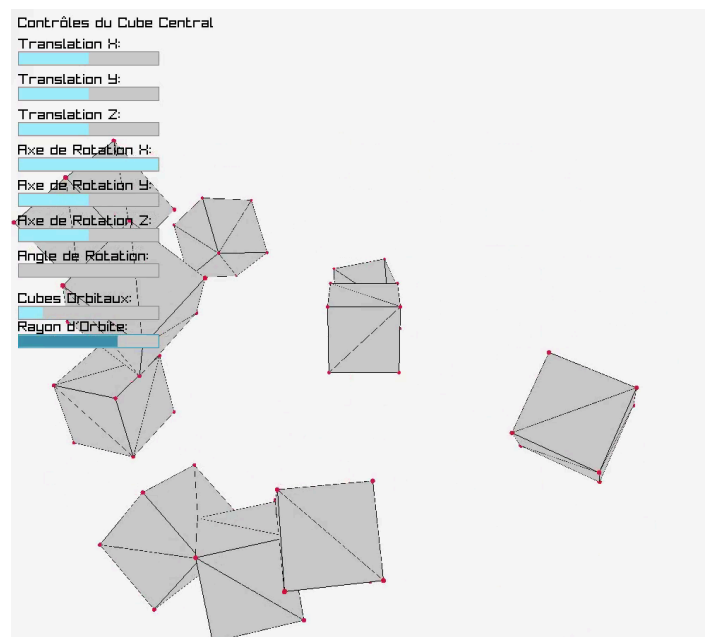 Contrôles du Cube Central
Translation X:
Translation Y:
Translation Z:
Axe de Rotation X:
Axe de Rotation Y:
Axe de Rotation Z:
Angle de Rotation:
Cubes Orbitaux:
Rayon d'Orbite: